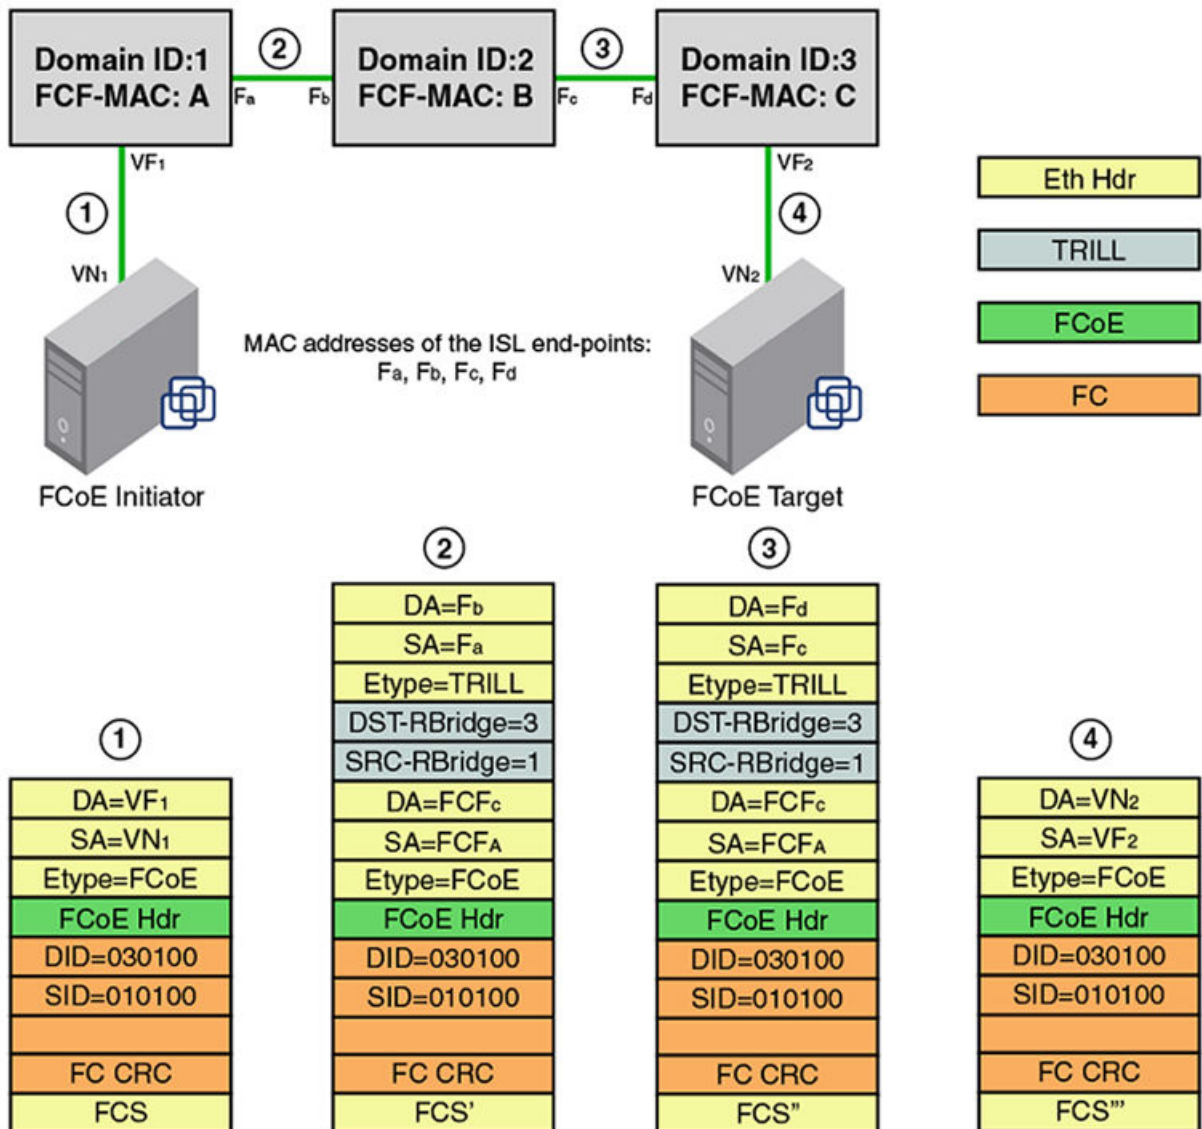 Domain ID:1
FCF-MAC: A
2
Domain ID:2
FCF-MAC: B
3
Domain ID:3
FCF-MAC: C
Fa
Fb
Fc
Fd
VF1
VF2
1
4
VN1
VN2
MAC addresses of the ISL end-points:
Fa, Fb, Fc, Fd
FCoE Initiator
FCoE Target
Eth Hdr
TRILL
FCoE
FC
1
DA=VF1
SA=VN1
Etype=FCoE
FCoE Hdr
DID=030100
SID=010100
FC CRC
FCS
2
DA=Fb
SA=Fa
Etype=TRILL
DST-RBridge=3
SRC-RBridge=1
DA=FCFc
SA=FCFA
Etype=FCoE
FCoE Hdr
DID=030100
SID=010100
FC CRC
FCS'
3
DA=Fd
SA=Fc
Etype=TRILL
DST-RBridge=3
SRC-RBridge=1
DA=FCFc
SA=FCFA
Etype=FCoE
FCoE Hdr
DID=030100
SID=010100
FC CRC
FCS"
4
DA=VN2
SA=VF2
Etype=FCoE
FCoE Hdr
DID=030100
SID=010100
FC CRC
FCS"'